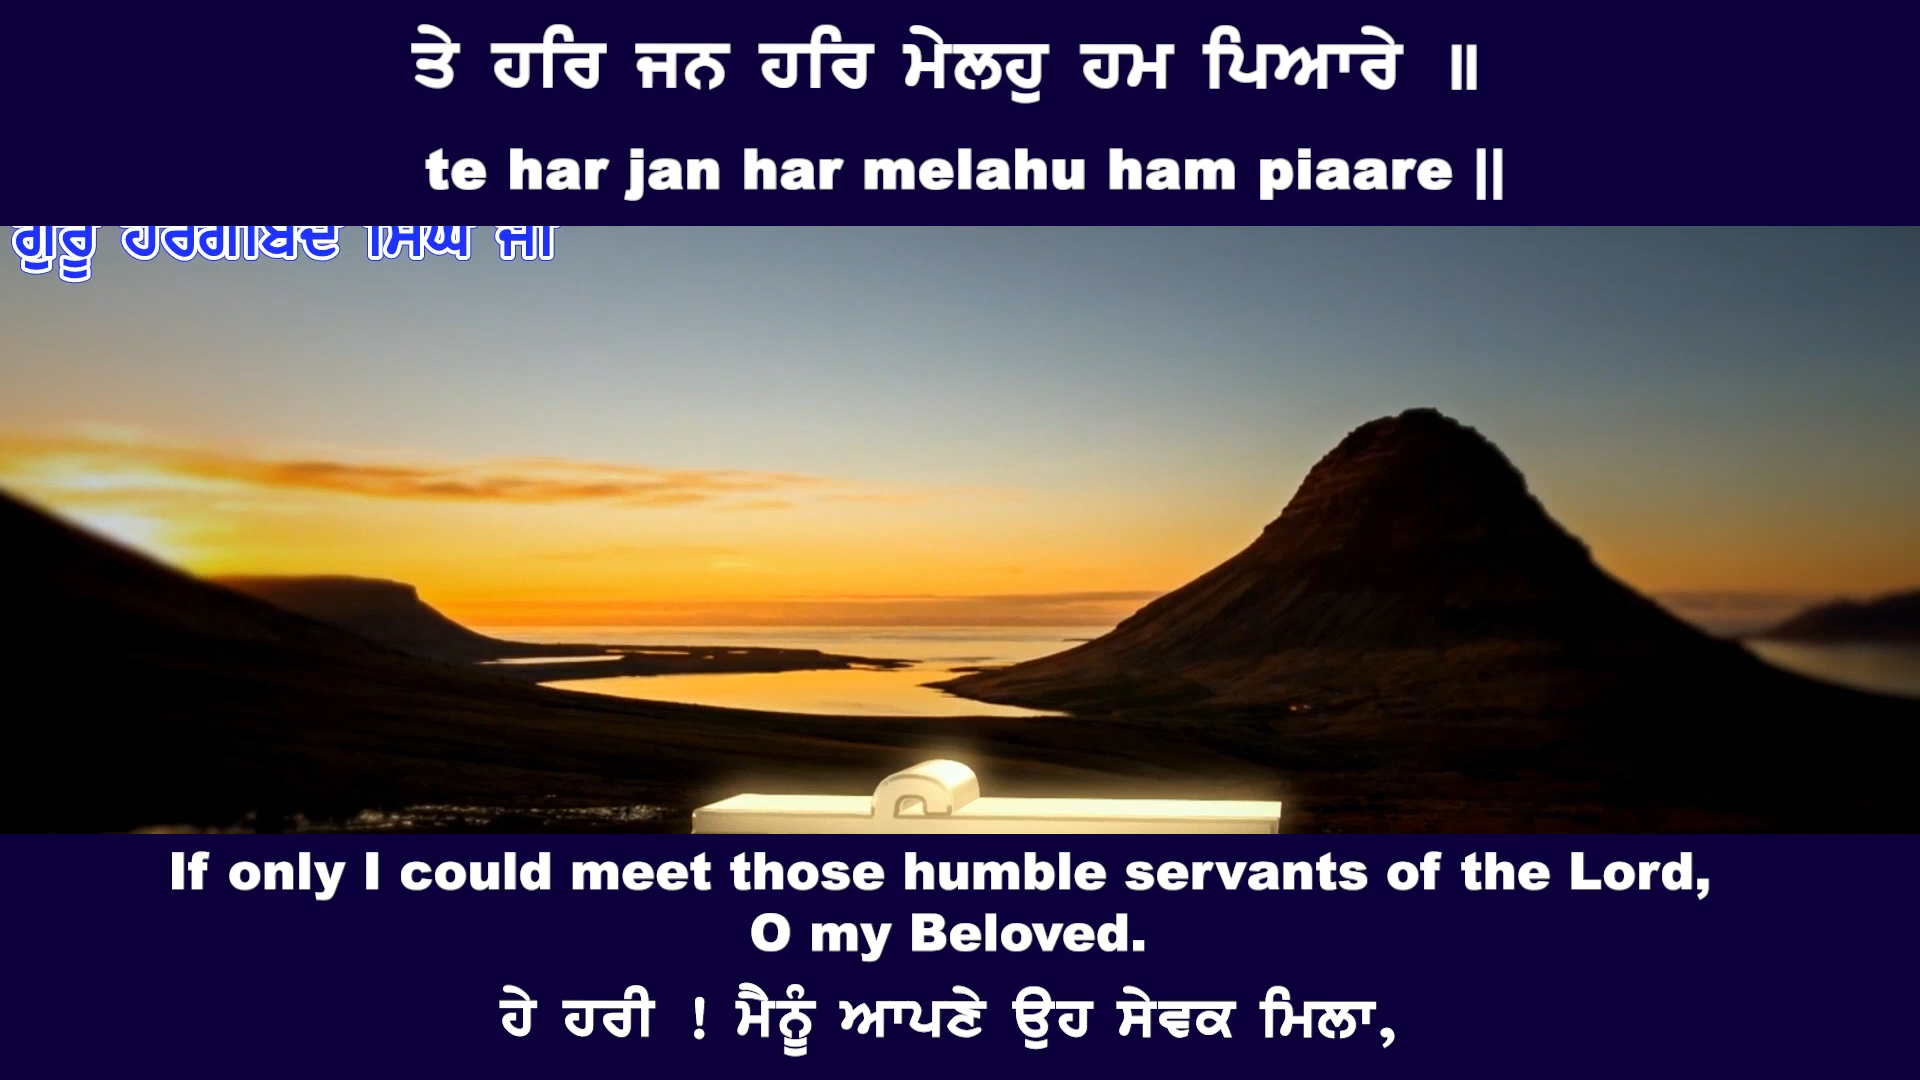 ਤੇ ਹਰਿ ਜਨ ਹਰਿ ਮੇਲਹੁ ਹਮ ਪਿਆਰੇ ॥
te har jan har melahu ham piaare ||
ਗੁਰੂ ਹਰਗੋਬਿੰਦ ਸਿੰਘ ਜੀ
If only I could meet those humble servants of the Lord,
O my Beloved.
ਹੇ ਹਰੀ ! ਮੈਨੂੰ ਆਪਣੇ ਉਹ ਸੇਵਕ ਮਿਲਾ,